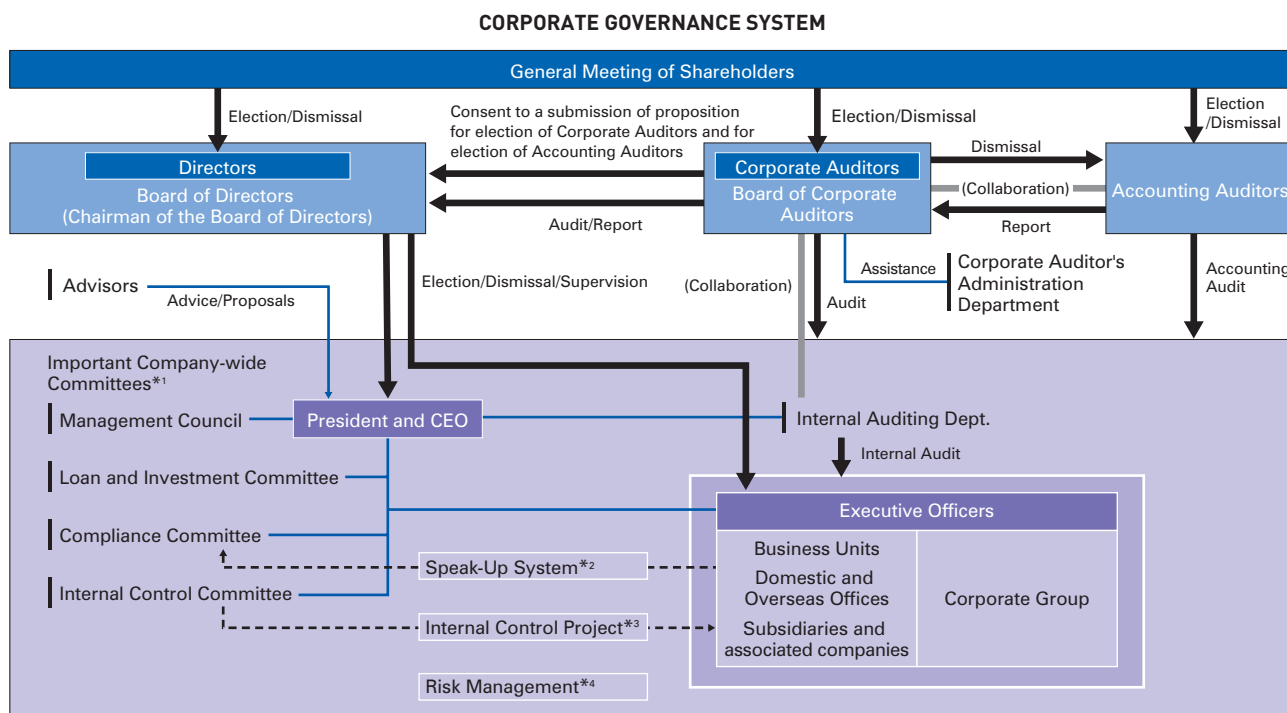 CORPORATE GOVERNANCE SYSTEM
General Meeting of Shareholders
Election/Dismissal
Consent to a submission of proposition
for election of Corporate Auditors and for
election of Accounting Auditors
Election/Dismissal
Election
/Dismissal
Directors
Board of Directors
(Chairman of the Board of Directors)
Audit/Report
Corporate Auditors
Board of Corporate
Auditors
Dismissal
(Collaboration)
Report
Accounting Auditors
Advisors
Advice/Proposals
Election/Dismissal/Supervision
(Collaboration)
Audit
Assistance
Corporate Auditor's
Administration
Department
Accounting
Audit
Important Company-wide
Committees*1
Management Council
President and CEO
Internal Auditing Dept.
Internal Audit
Loan and Investment Committee
Compliance Committee
Internal Control Committee
Speak-Up System*2
Internal Control Project*3
Risk Management*4
Executive Officers
Business Units
Domestic and
Overseas Offices
Subsidiaries and
associated companies
Corporate Group